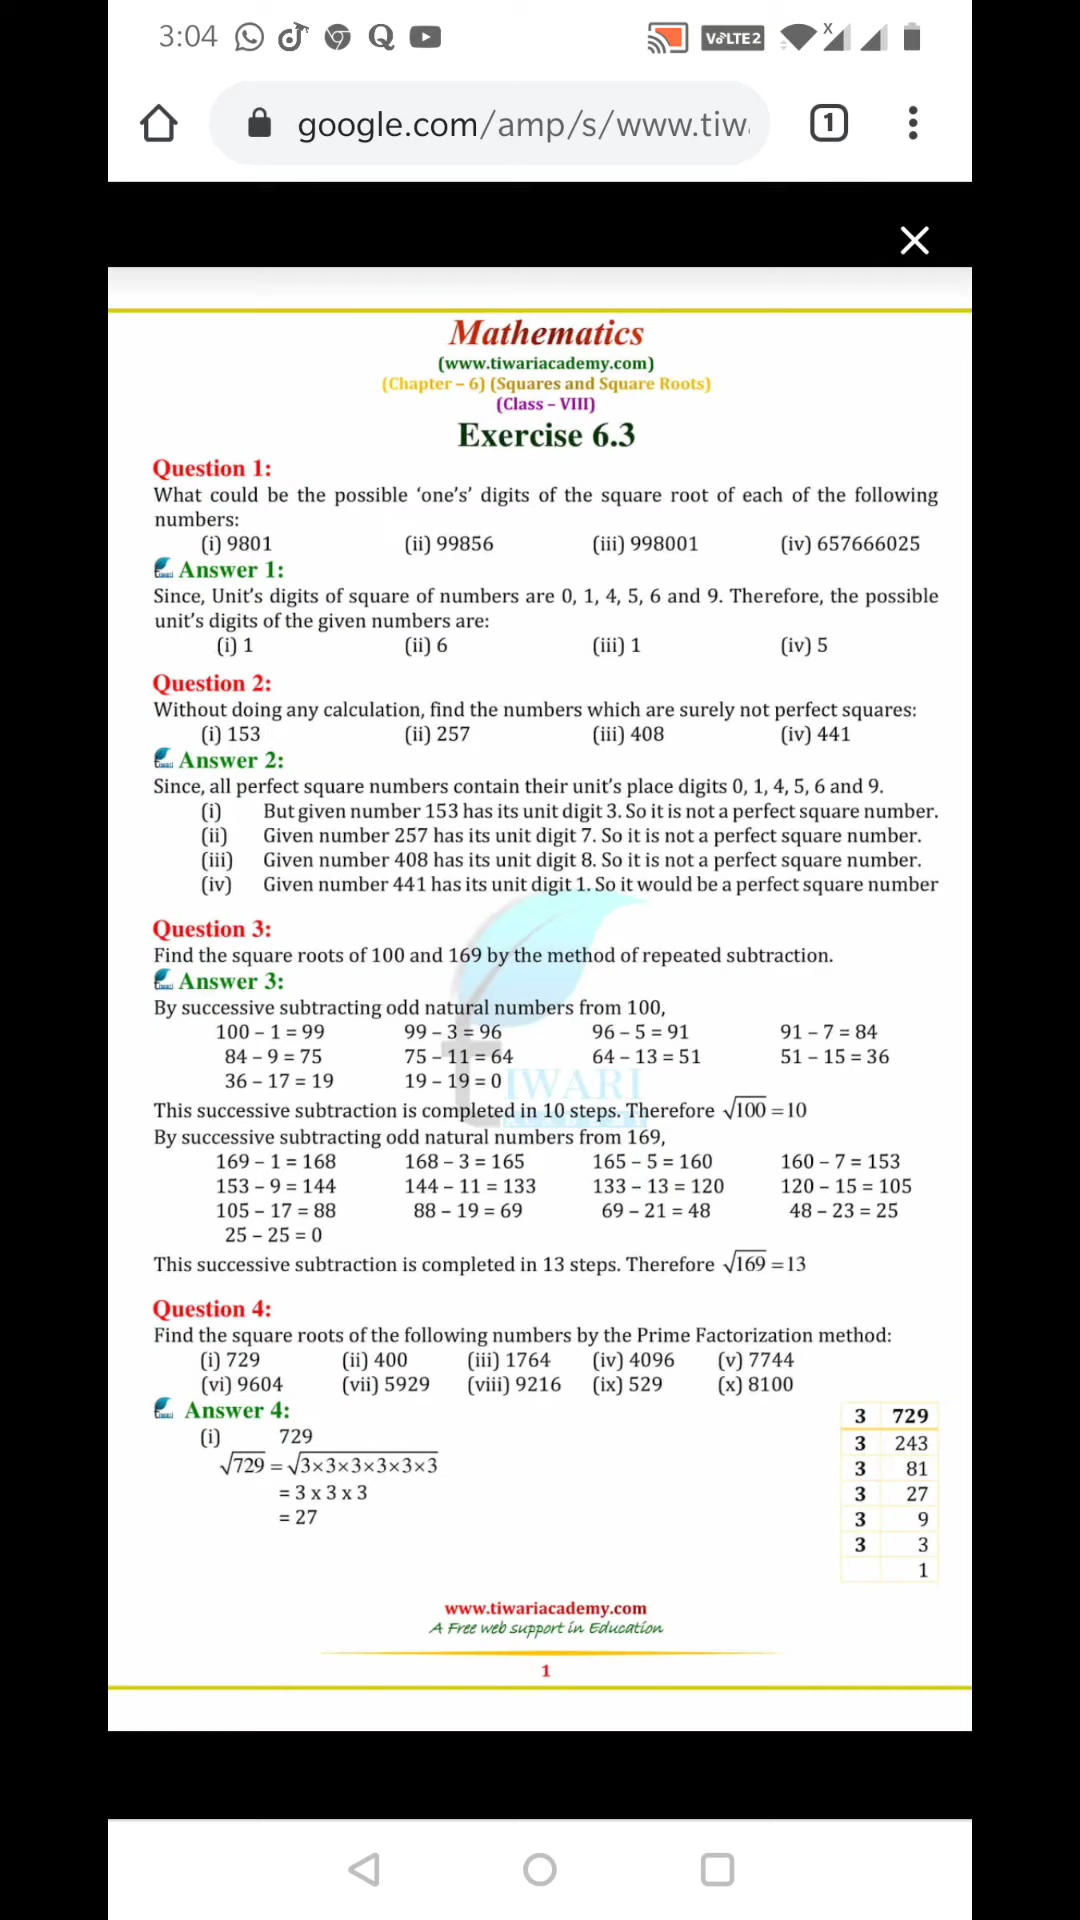 3:04 VoLTE2 X
google.com/amp/s/www.tiw
1
Mathematics
(www.tiwariacademy.com)
(Chapter – 6) (Squares and Square Roots)
(Class – VIII)
Exercise 6.3
Question 1:
What could be the possible ‘one’s’ digits of the square root of each of the following
numbers:
(i) 9801 (ii) 99856 (iii) 998001 (iv) 657666025
Answer 1:
Since, Unit’s digits of square of numbers are 0, 1, 4, 5, 6 and 9. Therefore, the possible
unit’s digits of the given numbers are:
(i) 1 (ii) 6 (iii) 1 (iv) 5
Question 2:
Without doing any calculation, find the numbers which are surely not perfect squares:
(i) 153 (ii) 257 (iii) 408 (iv) 441
Answer 2:
Since, all perfect square numbers contain their unit’s place digits 0, 1, 4, 5, 6 and 9.
(i) But given number 153 has its unit digit 3. So it is not a perfect square number.
(ii) Given number 257 has its unit digit 7. So it is not a perfect square number.
(iii) Given number 408 has its unit digit 8. So it is not a perfect square number.
(iv) Given number 441 has its unit digit 1. So it would be a perfect square number
Question 3:
Find the square roots of 100 and 169 by the method of repeated subtraction.
Answer 3:
By successive subtracting odd natural numbers from 100,
100 – 1 = 99 99 – 3 = 96 96 – 5 = 91 91 – 7 = 84
84 – 9 = 75 75 – 11 = 64 64 – 13 = 51 51 – 15 = 36
36 – 17 = 19 19 – 19 = 0
TIWARI
ACADEMY
This successive subtraction is completed in 10 steps. Therefore √100 = 10
By successive subtracting odd natural numbers from 169,
169 – 1 = 168 168 – 3 = 165 165 – 5 = 160 160 – 7 = 153
153 – 9 = 144 144 – 11 = 133 133 – 13 = 120 120 – 15 = 105
105 – 17 = 88 88 – 19 = 69 69 – 21 = 48 48 – 23 = 25
25 – 25 = 0
This successive subtraction is completed in 13 steps. Therefore √169 = 13
Question 4:
Find the square roots of the following numbers by the Prime Factorization method:
(i) 729 (ii) 400 (iii) 1764 (iv) 4096 (v) 7744
(vi) 9604 (vii) 5929 (viii) 9216 (ix) 529 (x) 8100
Answer 4:
(i) 729
√729 = √3×3×3×3×3×3
= 3 x 3 x 3
= 27
3 729
3 243
3 81
3 27
3 9
3 3
1
www.tiwariacademy.com
A Free web support in Education
1